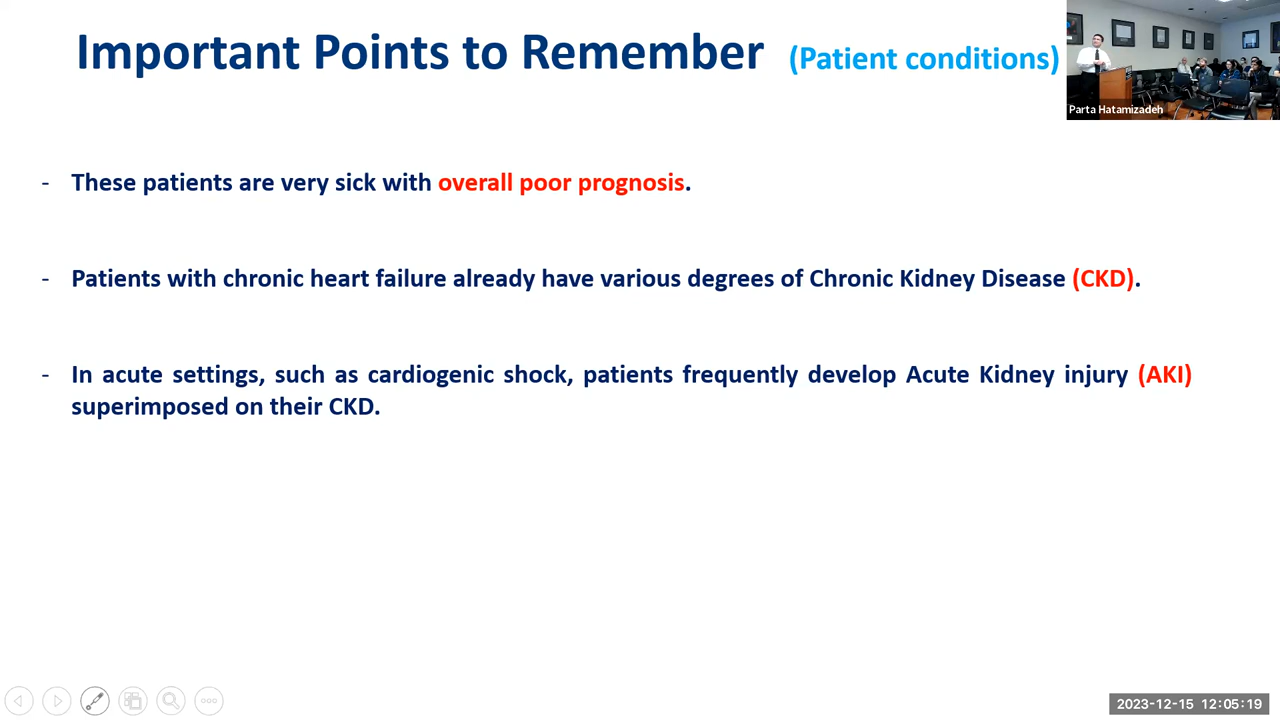 Important Points to Remember (Patient conditions)
Parta Hatamizadeh
- These patients are very sick with overall poor prognosis.
- Patients with chronic heart failure already have various degrees of Chronic Kidney Disease (CKD).
- In acute settings, such as cardiogenic shock, patients frequently develop Acute Kidney injury (AKI)
superimposed on their CKD.
2023-12-15 12:05:19